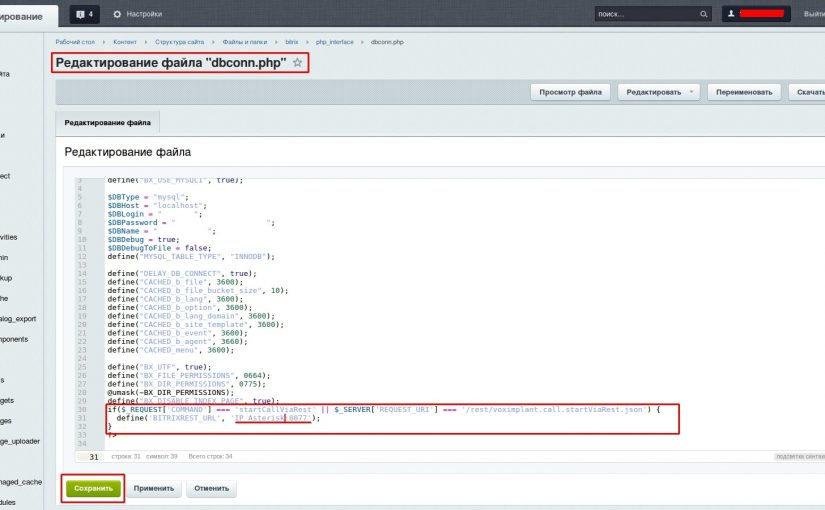 рование
4
Настройки
поиск...
Выйти
Рабочий стол
Контент
Структура сайта
Файлы и папки
bitrix
php_interface
dbconn.php
Редактирование файла "dbconn.php"
Просмотр файла
Редактировать
Переименовать
Скачать
Редактирование файла
Редактирование файла
3 define("BX_USE_MYSQLI", true);
4
5 $DBType = "mysql";
6 $DBHost = "localhost";
7 $DBLogin = " ";
8 $DBPassword = " ";
9 $DBName = " ";
10 $DBDebug = true;
11 $DBDebugToFile = false;
12 define("MYSQL_TABLE_TYPE", "INNODB");
13
14 define("DELAY_DB_CONNECT", true);
15 define("CACHED_b_file", 3600);
16 define("CACHED_b_file_bucket_size", 10);
17 define("CACHED_b_lang", 3600);
18 define("CACHED_b_option", 3600);
19 define("CACHED_b_lang_domain", 3600);
20 define("CACHED_b_site_template", 3600);
21 define("CACHED_b_event", 3600);
22 define("CACHED_b_agent", 3660);
23 define("CACHED_menu", 3600);
24
25
26 define("BX_UTF", true);
27 define("BX_FILE_PERMISSIONS", 0664);
28 define("BX_DIR_PERMISSIONS", 0775);
28 @umask(~BX_DIR_PERMISSIONS);
29 define("BX_DISABLE_INDEX_PAGE", true);
30 if($_REQUEST['COMMAND'] === 'startCallViaRest' || $_SERVER['REQUEST_URI'] === '/rest/voximplant.call.startViaRest.json') {
31 define('BITRIXREST_URL', 'IP_Asterisk:8077');
32 }
33 ?>
34
31
строка: 31
символ: 39
Всего строк: 34
подсветка синтак
Сохранить
Применить
Отменить
йта
и
ect
vities
min
kup
he
alog_export
mponents
s
gets
ges
ge_uploader
naged_cache
dules